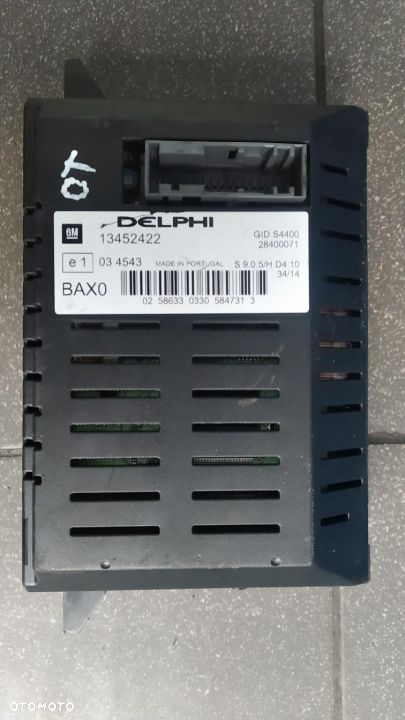 OT
DELPHI
GM
13452422
GID S4400
28400071
e 1
03 4543
MADE IN PORTUGAL
S 9.0.5/H D4 10
34/14
BAX0
02 58633 0330 584731 3
OTOMOTO